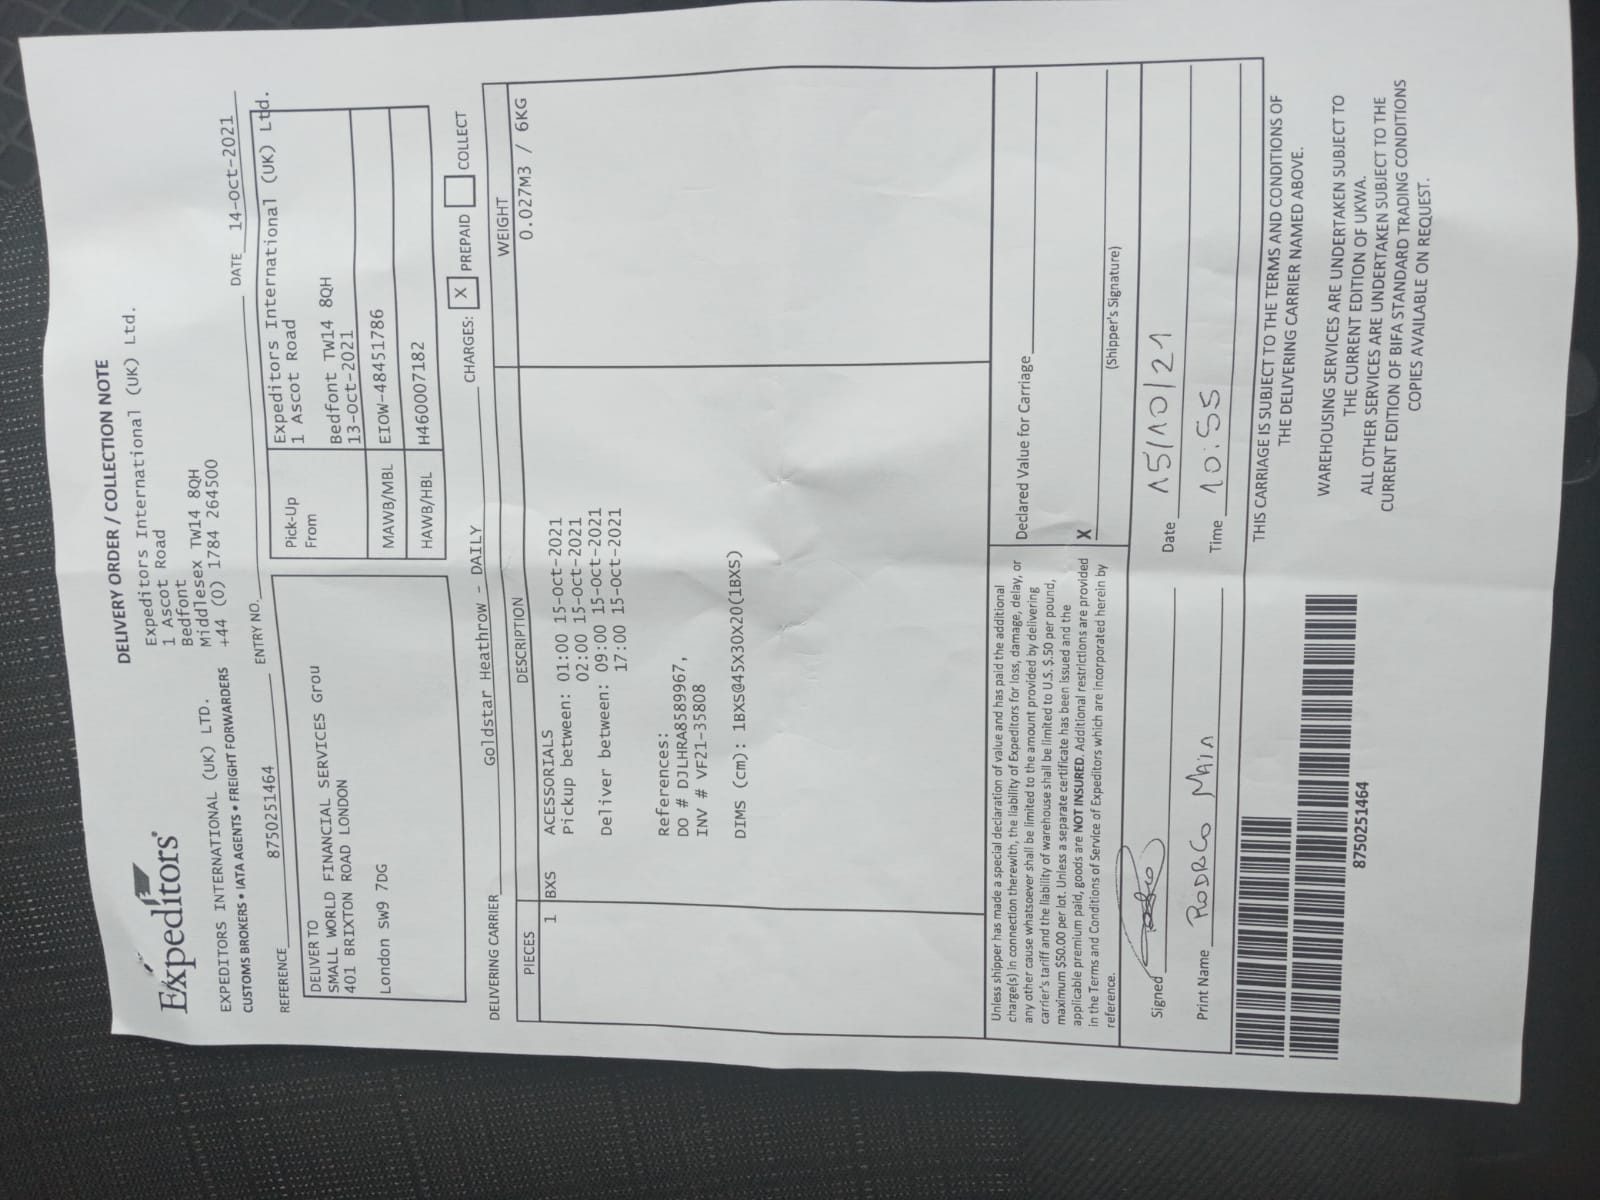 DELIVERY ORDER / COLLECTION NOTE
Expeditors®
Expeditors International (UK) Ltd.
1 Ascot Road
Bedfont
Middlesex TW14 8QH
+44 (0) 1784 264500
EXPEDITORS INTERNATIONAL (UK) LTD.
CUSTOMS BROKERS • IATA AGENTS • FREIGHT FORWARDERS
REFERENCE 8750251464 ENTRY NO. DATE 14-Oct-2021
DELIVER TO
SMALL WORLD FINANCIAL SERVICES Grou
401 BRIXTON ROAD LONDON
London SW9 7DG
Pick-Up From
Expeditors International (UK) Ltd.
1 Ascot Road
Bedfont TW14 8QH
13-Oct-2021
MAWB/MBL EIOW-48451786
HAWB/HBL H460007182
DELIVERING CARRIER Goldstar Heathrow - DAILY CHARGES: X PREPAID COLLECT
PIECES DESCRIPTION WEIGHT
1 BXS ACESSORIALS 0.027M3 / 6KG
Pickup between: 01:00 15-Oct-2021
02:00 15-Oct-2021
Deliver between: 09:00 15-Oct-2021
17:00 15-Oct-2021
References:
DO # DJLHRA8589967,
INV # VF21-35808
DIMS (cm): 1BXS@45X30X20(1BXS)
Unless shipper has made a special declaration of value and has paid the additional
charge(s) in connection therewith, the liability of Expeditors for loss, damage, delay, or
any other cause whatsoever shall be limited to the amount provided by delivering
carrier's tariff and the liability of warehouse shall be limited to U.S. $.50 per pound,
maximum $50.00 per lot. Unless a separate certificate has been issued and the
applicable premium paid, goods are NOT INSURED. Additional restrictions are provided
in the Terms and Conditions of Service of Expeditors which are incorporated herein by
reference.
Declared Value for Carriage
X
(Shipper's Signature)
Signed Date 15/10/21
Print Name RODRGO MAin Time 10:55
THIS CARRIAGE IS SUBJECT TO THE TERMS AND CONDITIONS OF
THE DELIVERING CARRIER NAMED ABOVE.
8750251464
WAREHOUSING SERVICES ARE UNDERTAKEN SUBJECT TO
THE CURRENT EDITION OF UKWA.
ALL OTHER SERVICES ARE UNDERTAKEN SUBJECT TO THE
CURRENT EDITION OF BIFA STANDARD TRADING CONDITIONS
COPIES AVAILABLE ON REQUEST.